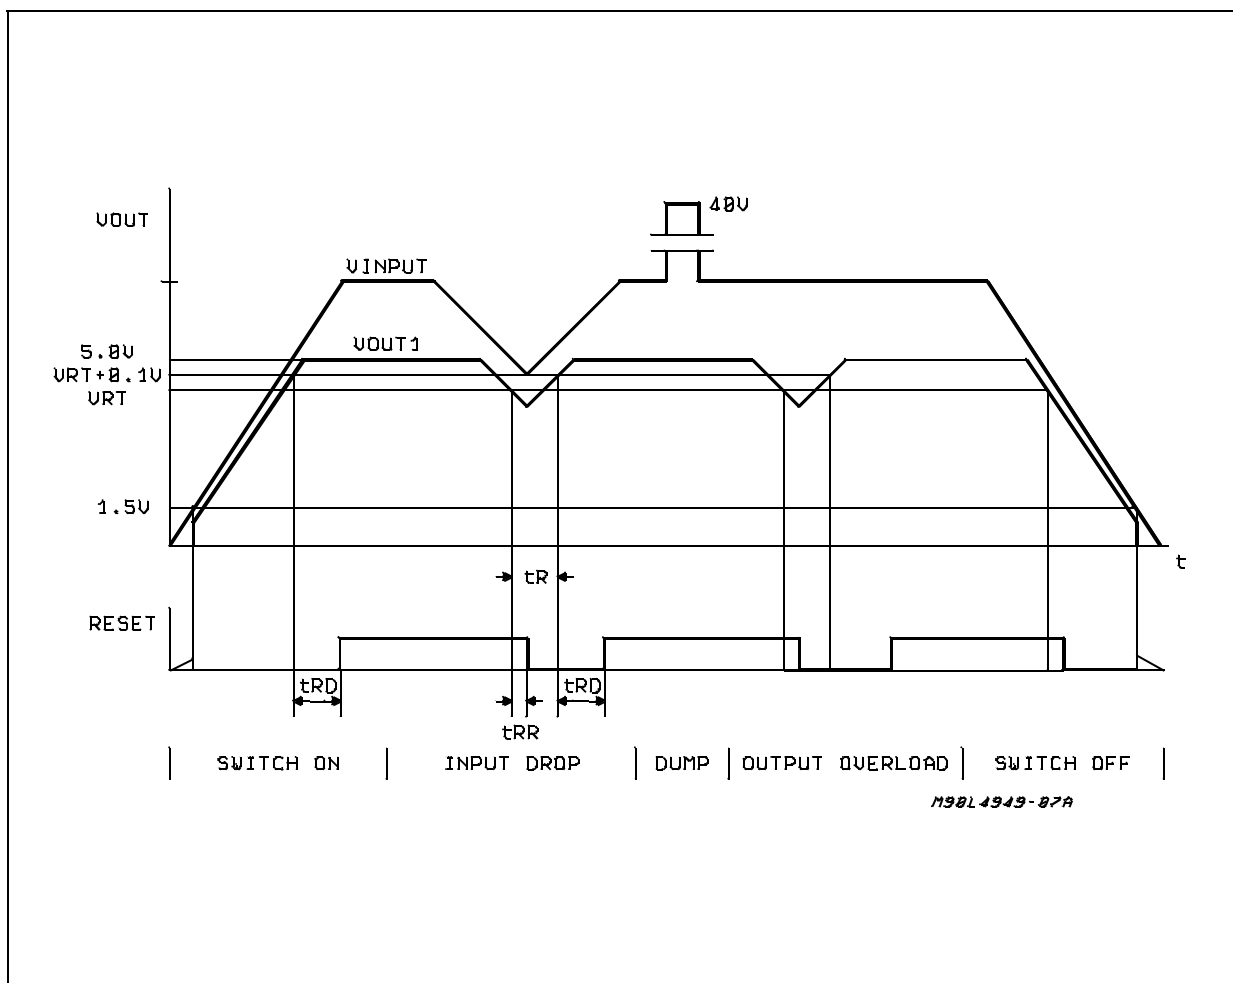 VOUT
40V
VINPUT
VOUT1
5.0V
VRT+0.1V
VRT
1.5V
t
tR
RESET
tRD
tRD
tRR
SWITCH ON
INPUT DROP
DUMP
OUTPUT OVERLOAD
SWITCH OFF
M90L4949-07A